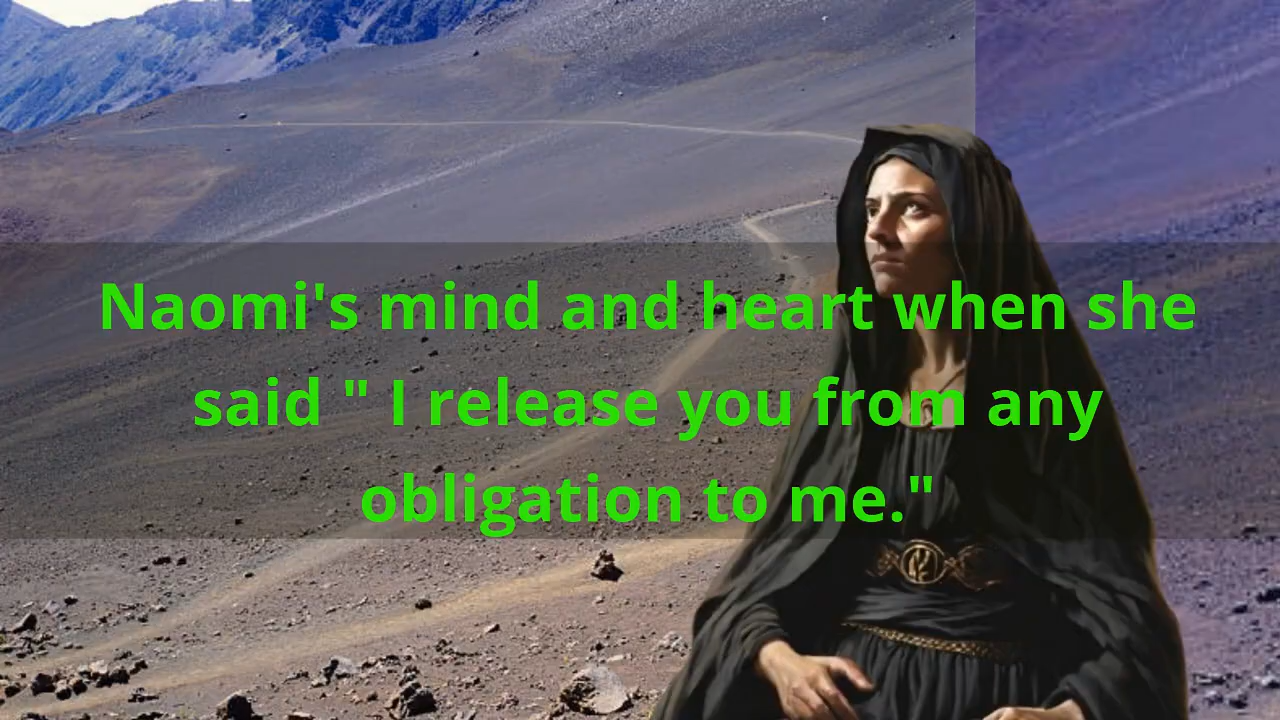 Naomi's mind and heart when she
said " I release you from any
obligation to me."